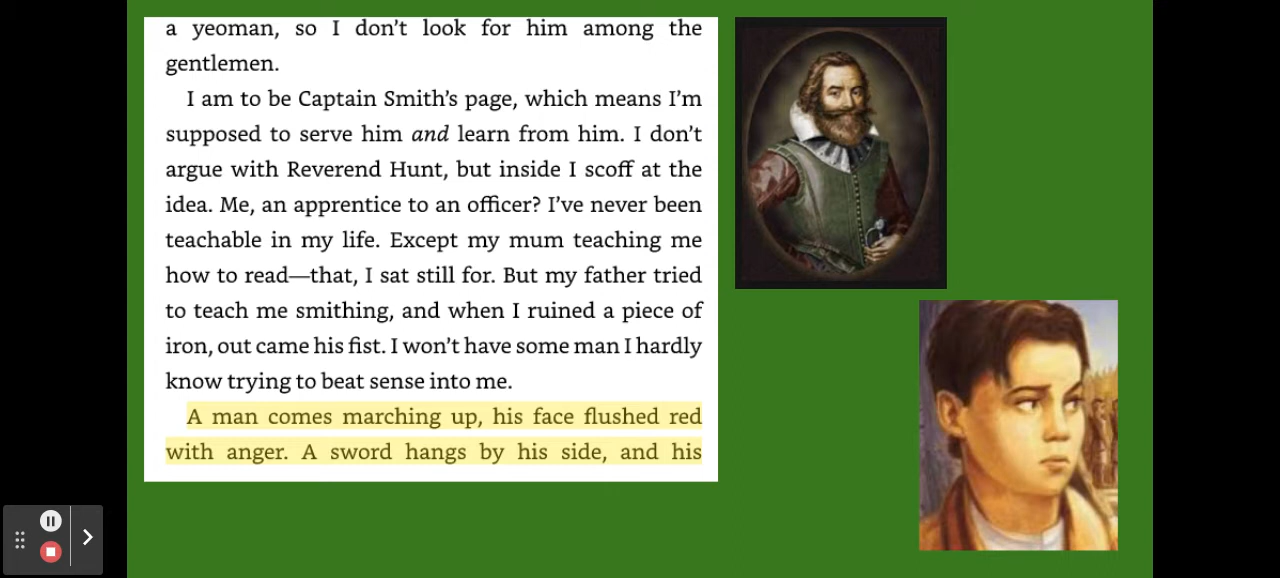 a yeoman, so I don’t look for him among the
gentlemen.
I am to be Captain Smith’s page, which means I’m
supposed to serve him and learn from him. I don’t
argue with Reverend Hunt, but inside I scoff at the
idea. Me, an apprentice to an officer? I’ve never been
teachable in my life. Except my mum teaching me
how to read—that, I sat still for. But my father tried
to teach me smithing, and when I ruined a piece of
iron, out came his fist. I won’t have some man I hardly
know trying to beat sense into me.
A man comes marching up, his face flushed red
with anger. A sword hangs by his side, and his